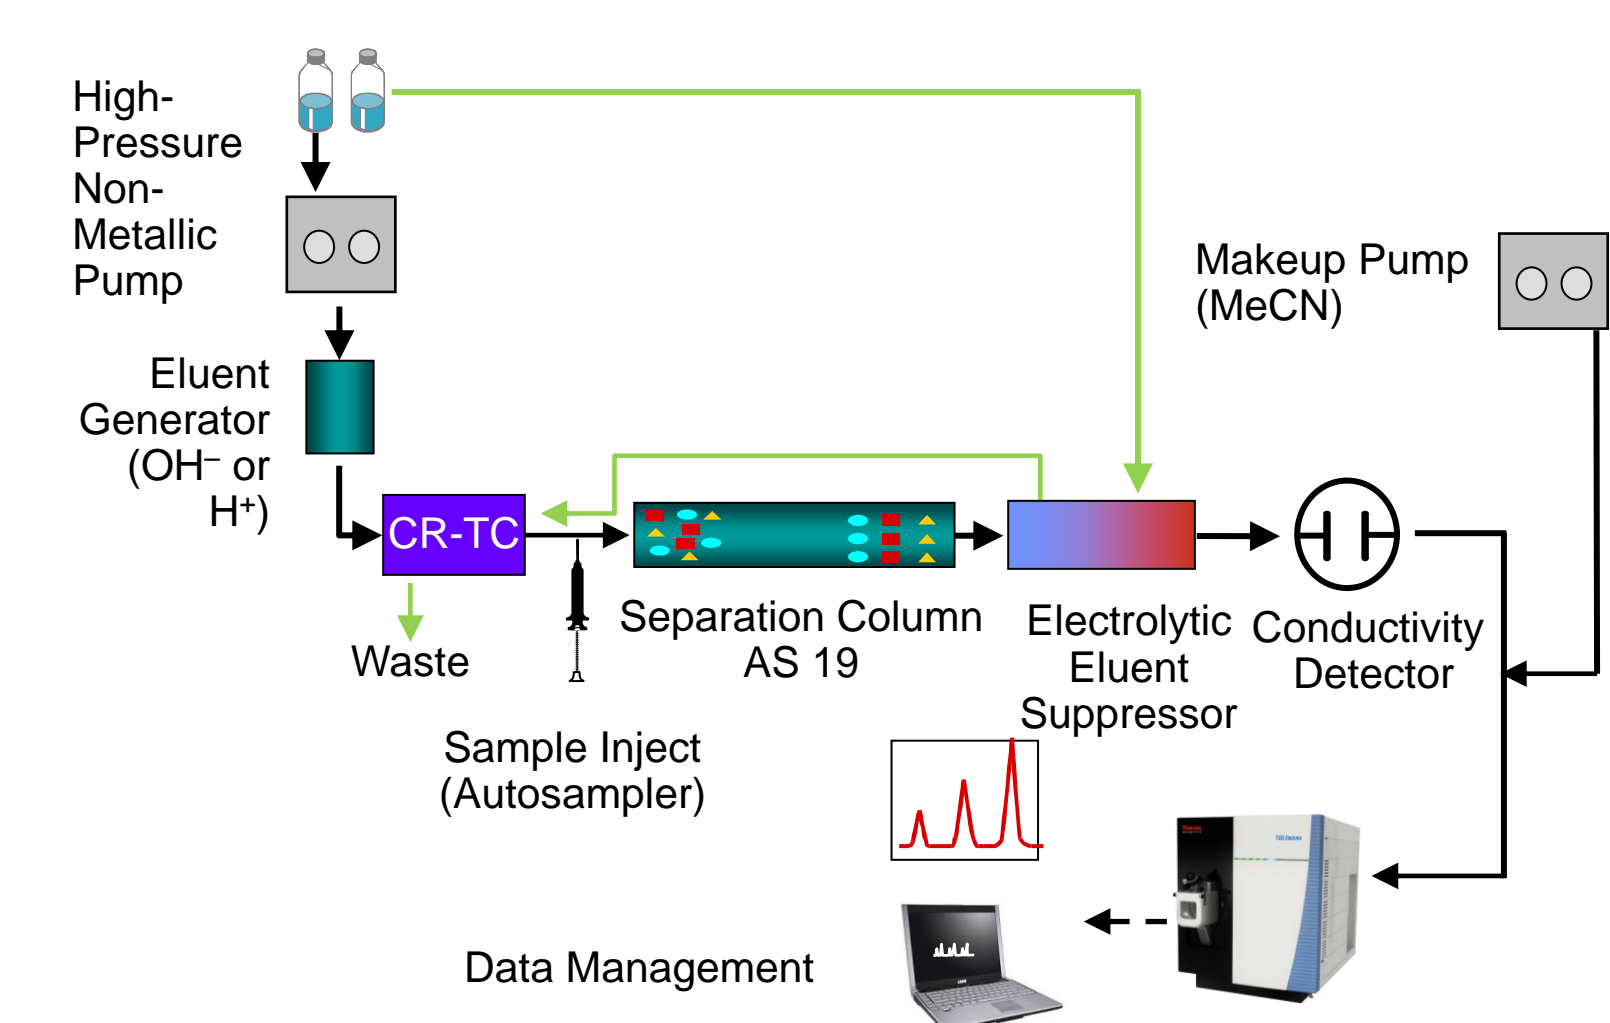 High-
Pressure
Non-
Metallic
Pump
Makeup Pump
(MeCN)
Eluent
Generator
(OH– or
H+)
CR-TC
Waste
Separation Column
AS 19
Electrolytic
Eluent
Suppressor
Conductivity
Detector
Sample Inject
(Autosampler)
Data Management